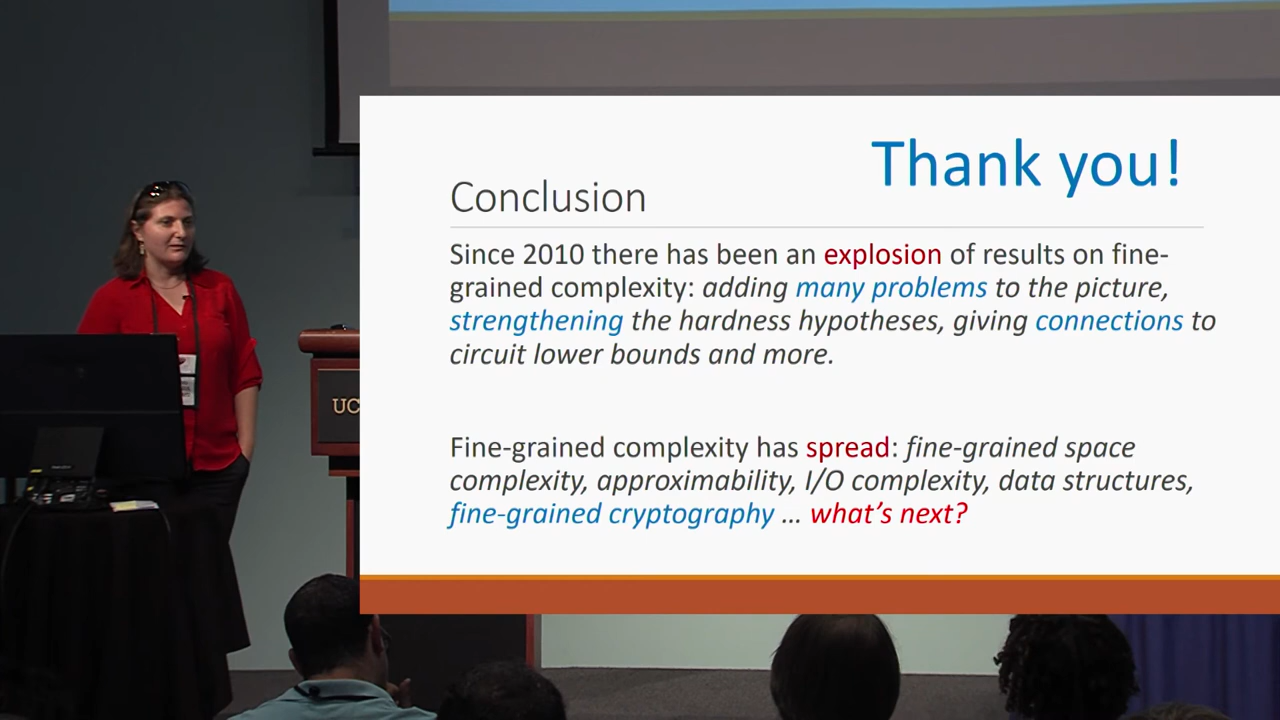 Thank you!
Conclusion
Since 2010 there has been an explosion of results on fine-
grained complexity: adding many problems to the picture,
strengthening the hardness hypotheses, giving connections to
circuit lower bounds and more.
Fine-grained complexity has spread: fine-grained space
complexity, approximability, I/O complexity, data structures,
fine-grained cryptography ... what’s next?
UC